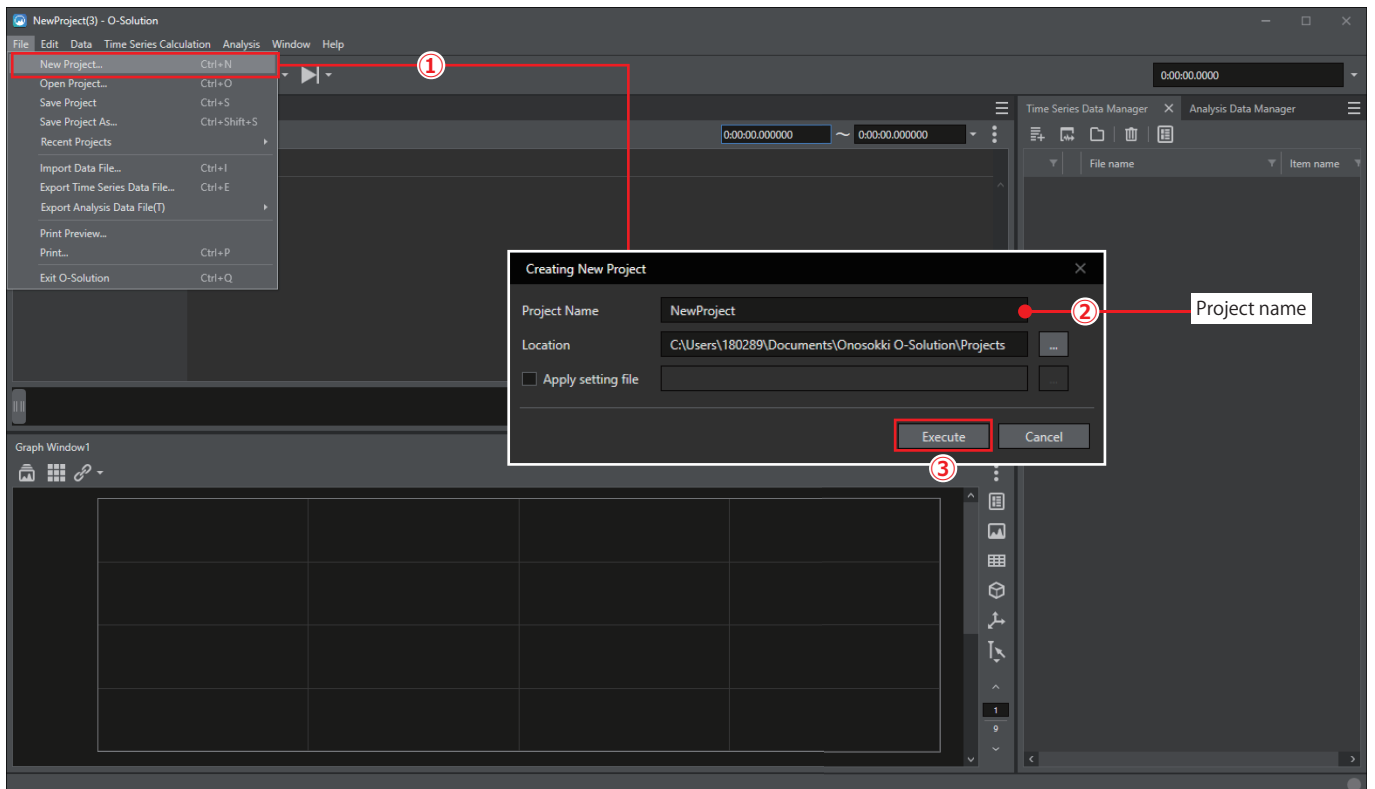 NewProject(3) - O-Solution
File Edit Data Time Series Calculation Analysis Window Help
New Project... Ctrl+N
①
Open Project... Ctrl+O
0:00:00.0000
Save Project Ctrl+S
Save Project As... Ctrl+Shift+S
Recent Projects
Time Series Data Manager Analysis Data Manager
0:00:00.000000 ～ 0:00:00.000000
File name Item name
Import Data File... Ctrl+I
Export Time Series Data File... Ctrl+E
Export Analysis Data File(T)
Print Preview...
Print... Ctrl+P
Exit O-Solution Ctrl+Q
Creating New Project
Project Name NewProject
② Project name
Location C:\Users\180289\Documents\Onosokki O-Solution\Projects ...
Apply setting file ...
Execute Cancel
③
Graph Window1
1
9